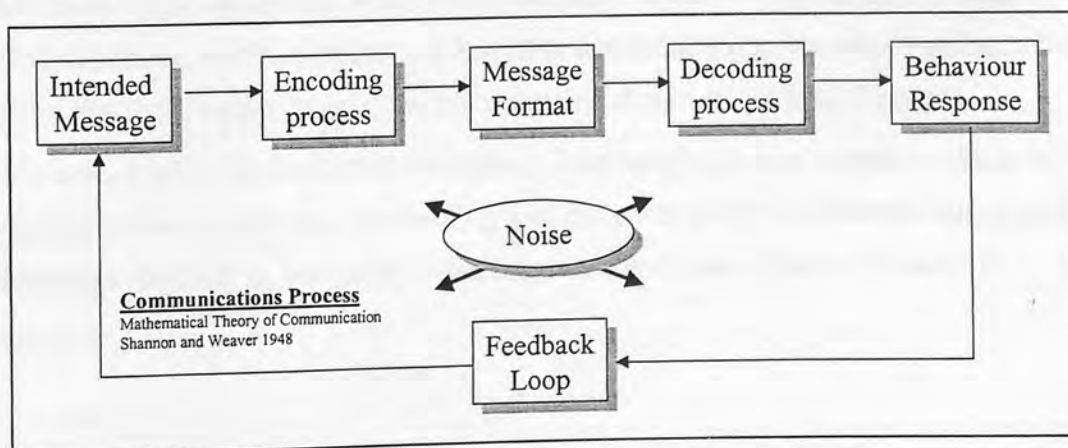 Intended
Message
Encoding
process
Message
Format
Decoding
process
Behaviour
Response
Noise
Communications Process
Mathematical Theory of Communication
Shannon and Weaver 1948
Feedback
Loop